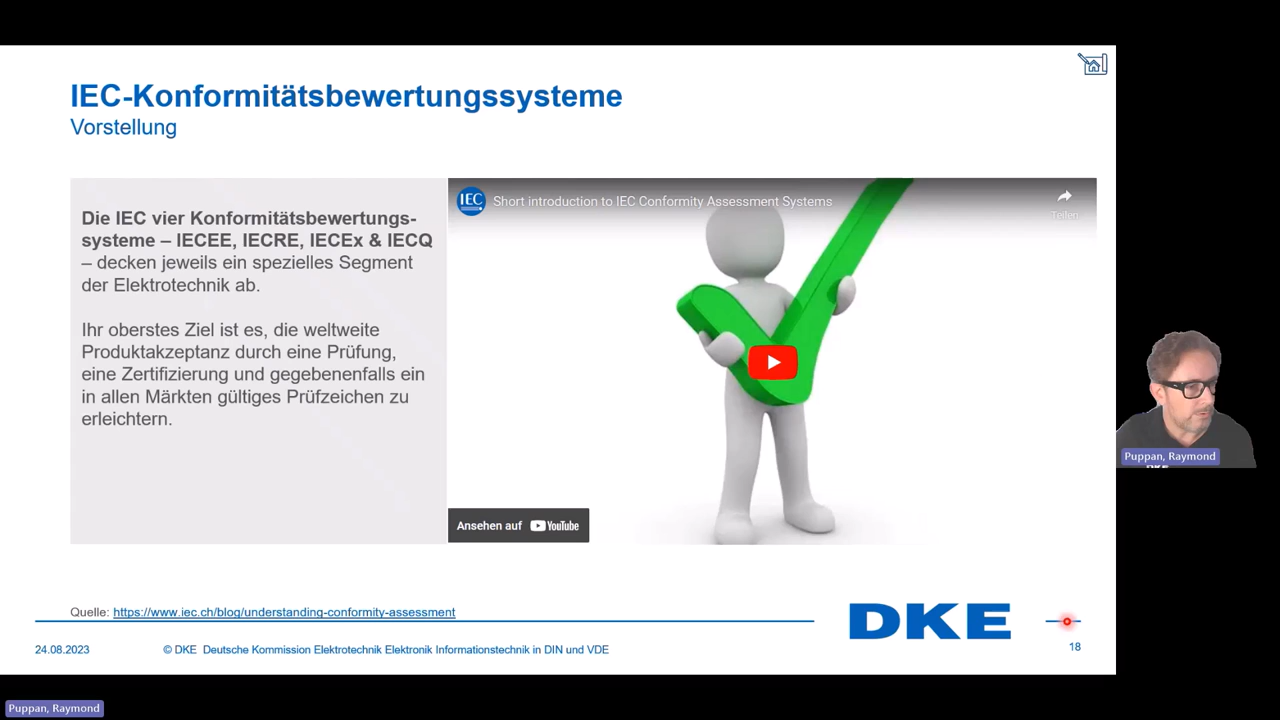 IEC-Konformitätsbewertungssysteme
Vorstellung
Die IEC vier Konformitätsbewertungs-
systeme – IECEE, IECRE, IECEx & IECQ
– decken jeweils ein spezielles Segment
der Elektrotechnik ab.
Ihr oberstes Ziel ist es, die weltweite
Produktakzeptanz durch eine Prüfung,
eine Zertifizierung und gegebenenfalls ein
in allen Märkten gültiges Prüfzeichen zu
erleichtern.
IEC
Short introduction to IEC Conformity Assessment Systems
Teilen
Ansehen auf YouTube
Puppan, Raymond
Quelle: https://www.iec.ch/blog/understanding-conformity-assessment
DKE
24.08.2023
© DKE Deutsche Kommission Elektrotechnik Elektronik Informationstechnik in DIN und VDE
18
Puppan, Raymond